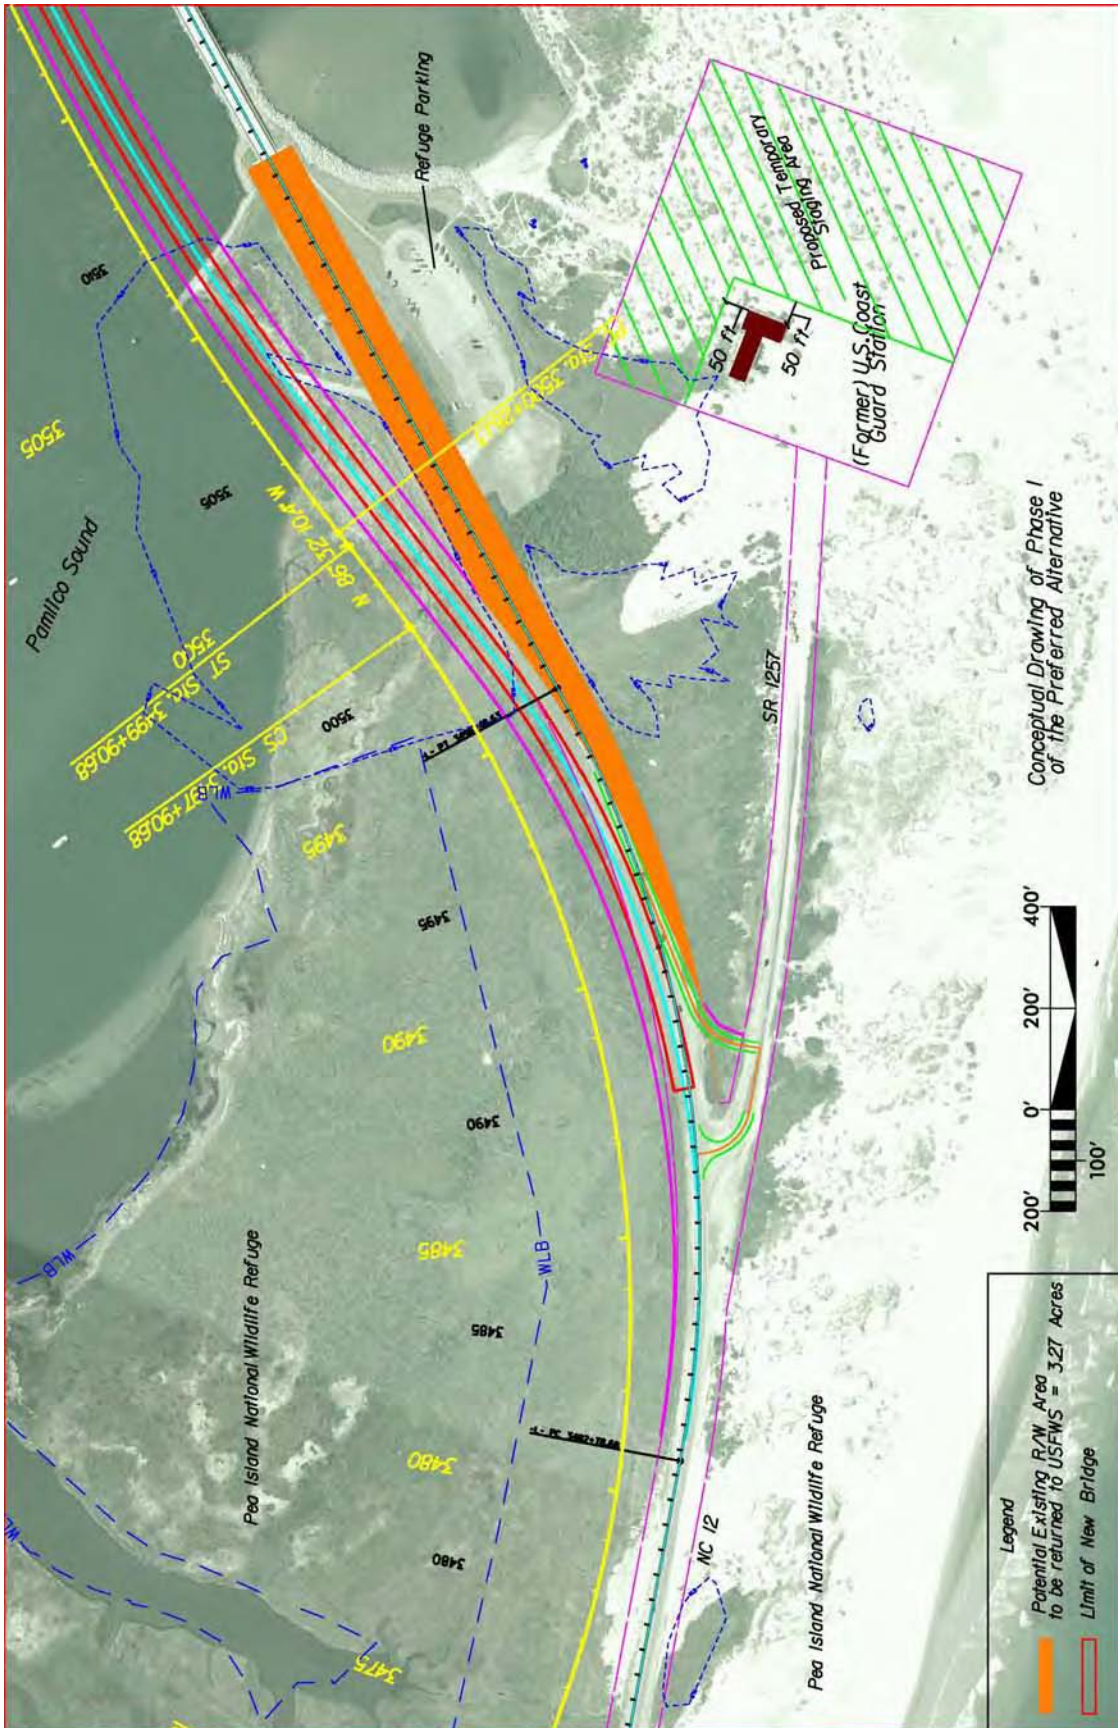 Pamlico Sound
Refuge Parking
Proposed Temporary
Staging Area
50 ft
50 ft
(Former) U.S. Coast
Guard Station
3510
3505
3505
N 86° 32' 10.4" W
3500
ST Sta. 3499+90.68
CS Sta. 3497+90.68
3500
WLB
3495
3495
3490
3490
3485
3485
3480
3480
3475
WLB
WLB
WL
SR 1257
NC 12
Pea Island National Wildlife Refuge
Pea Island National Wildlife Refuge
Conceptual Drawing of Phase I
of the Preferred Alternative
200' 0' 200' 400'
100'
Legend
Potential Existing R/W Area
to be returned to USFWS = 3.27 Acres
Limit of New Bridge